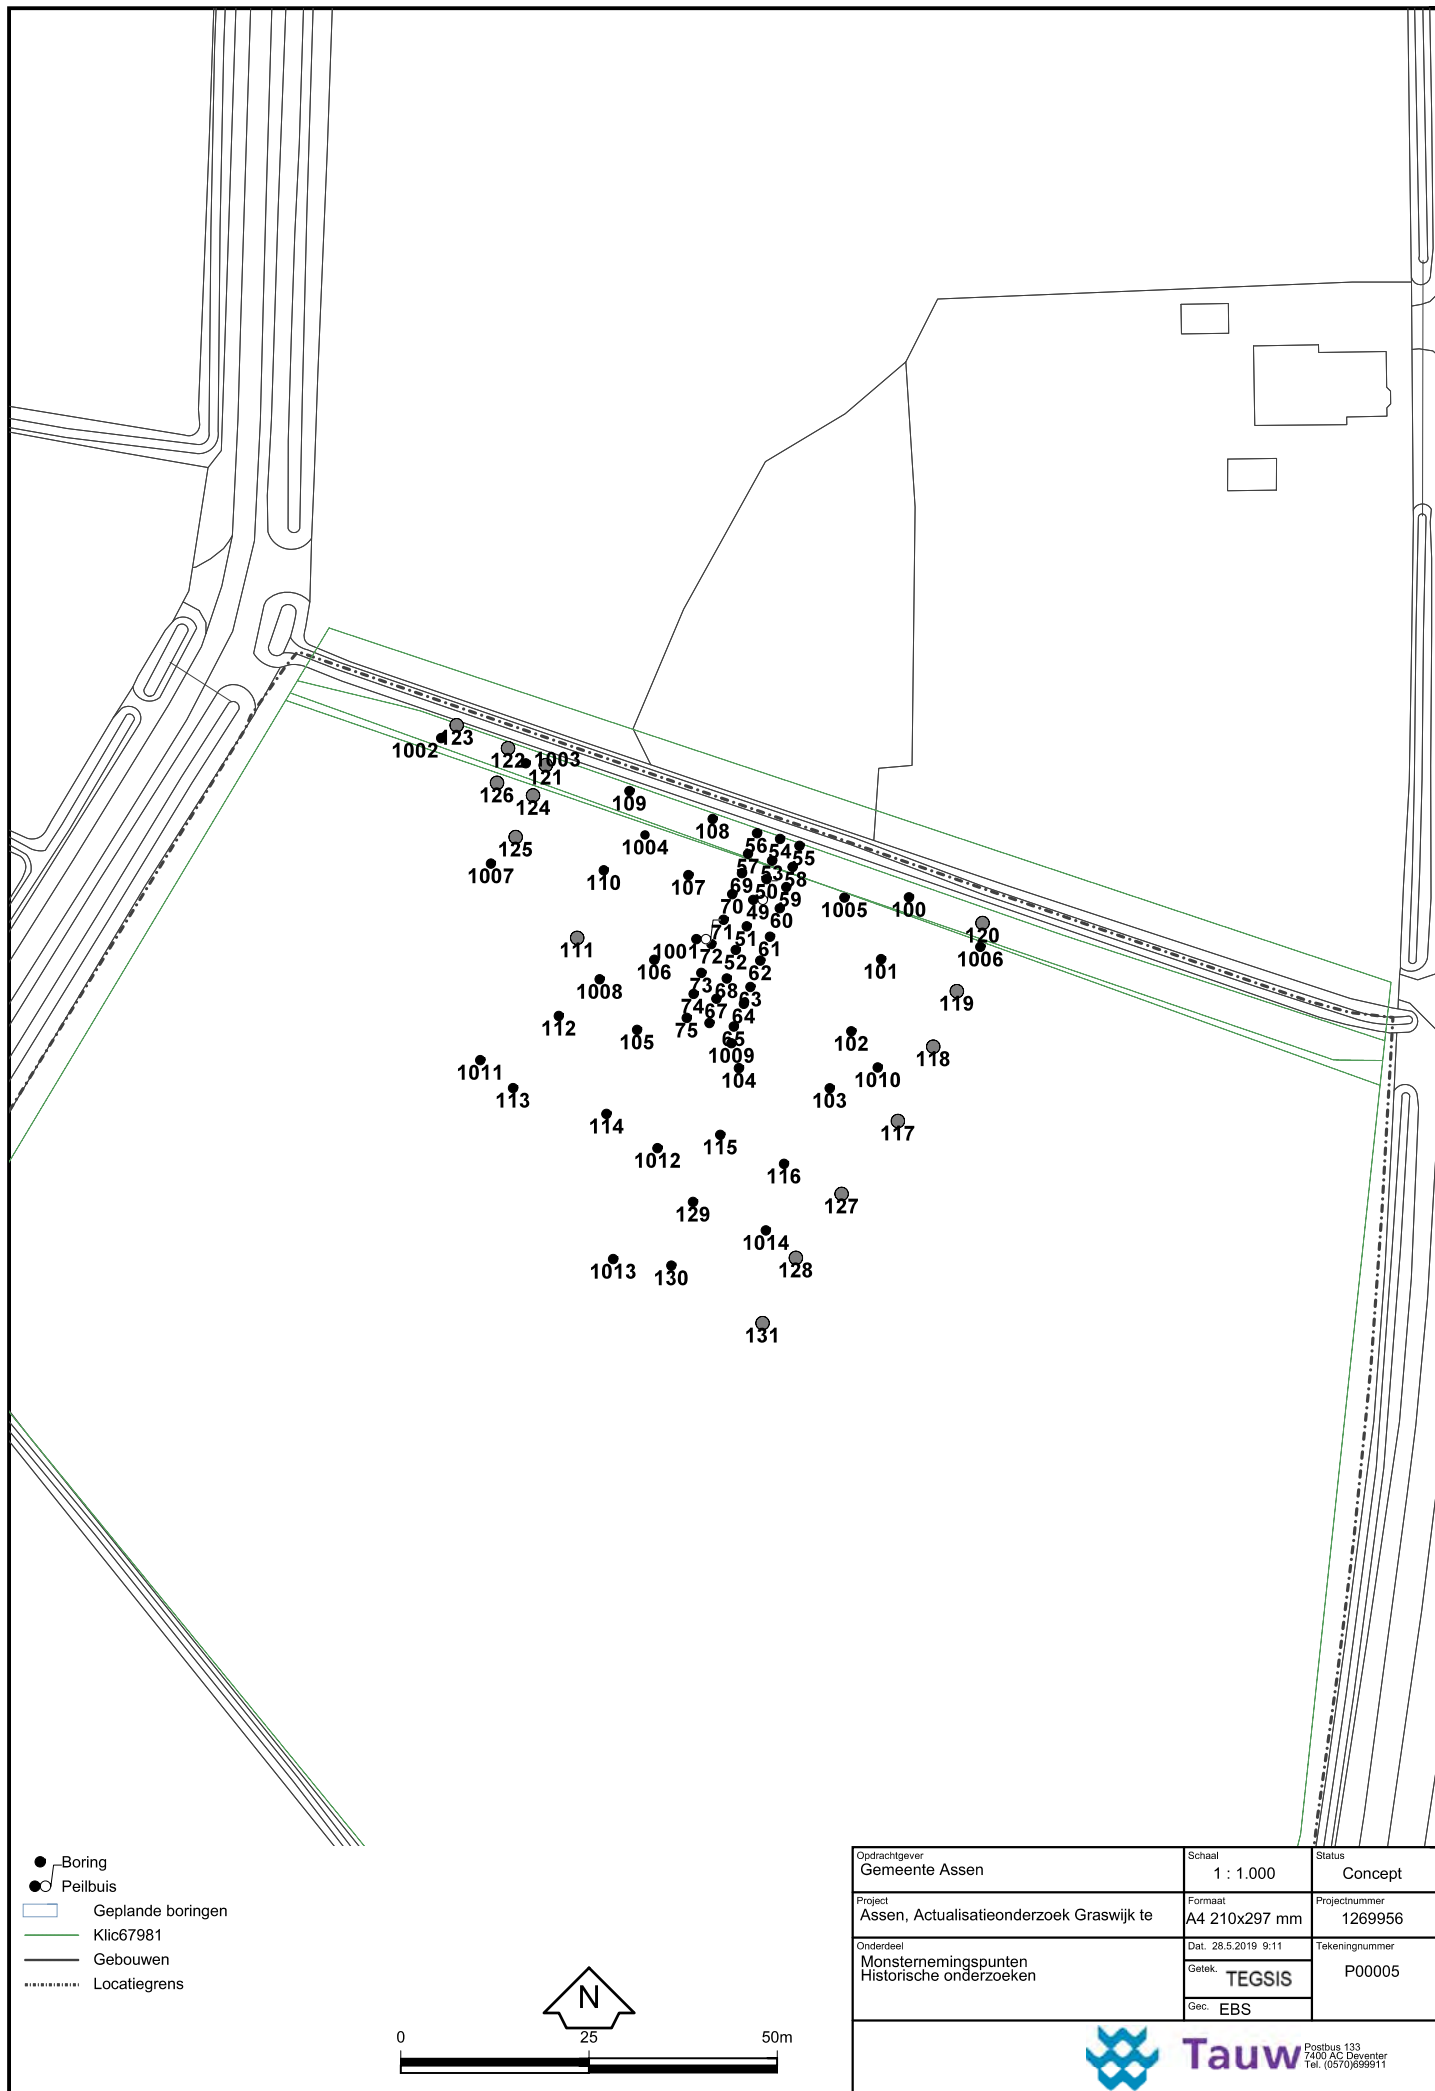 123
1002
122
1003
121
126
109
124
108
56
54
1004
125
55
57
53
1007
110
107
69
58
50
59
70
49
1005
100
60
71
120
111
1001
51
61
72
52
1006
106
101
62
73
1008
68
63
74
119
64
67
112
75
105
65
102
1009
118
1011
104
1010
113
103
114
117
115
1012
116
127
129
1014
128
1013
130
131
Boring
Peilbuis
Geplande boringen
Klic67981
Gebouwen
Locatiegrens
N
0 25 50m
Opdrachtgever
Gemeente Assen
Schaal
1 : 1.000
Status
Concept
Project
Assen, Actualisatieonderzoek Graswijk te
Formaat
A4 210x297 mm
Projectnummer
1269956
Onderdeel
Monsternemingspunten
Historische onderzoeken
Dat. 28.5.2019 9:11
Getek. TEGSIS
Gec. EBS
Tekeningnummer
P00005
Tauw
Postbus 133
7400 AC Deventer
Tel. (0570)699911